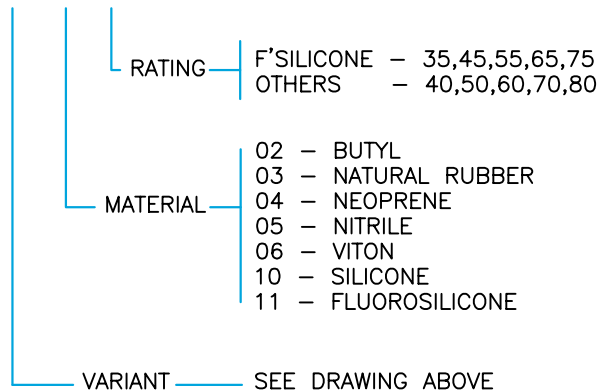 RATING
F'SILICONE – 35,45,55,65,75
OTHERS – 40,50,60,70,80
MATERIAL
02 – BUTYL
03 – NATURAL RUBBER
04 – NEOPRENE
05 – NITRILE
06 – VITON
10 – SILICONE
11 – FLUOROSILICONE
VARIANT
SEE DRAWING ABOVE